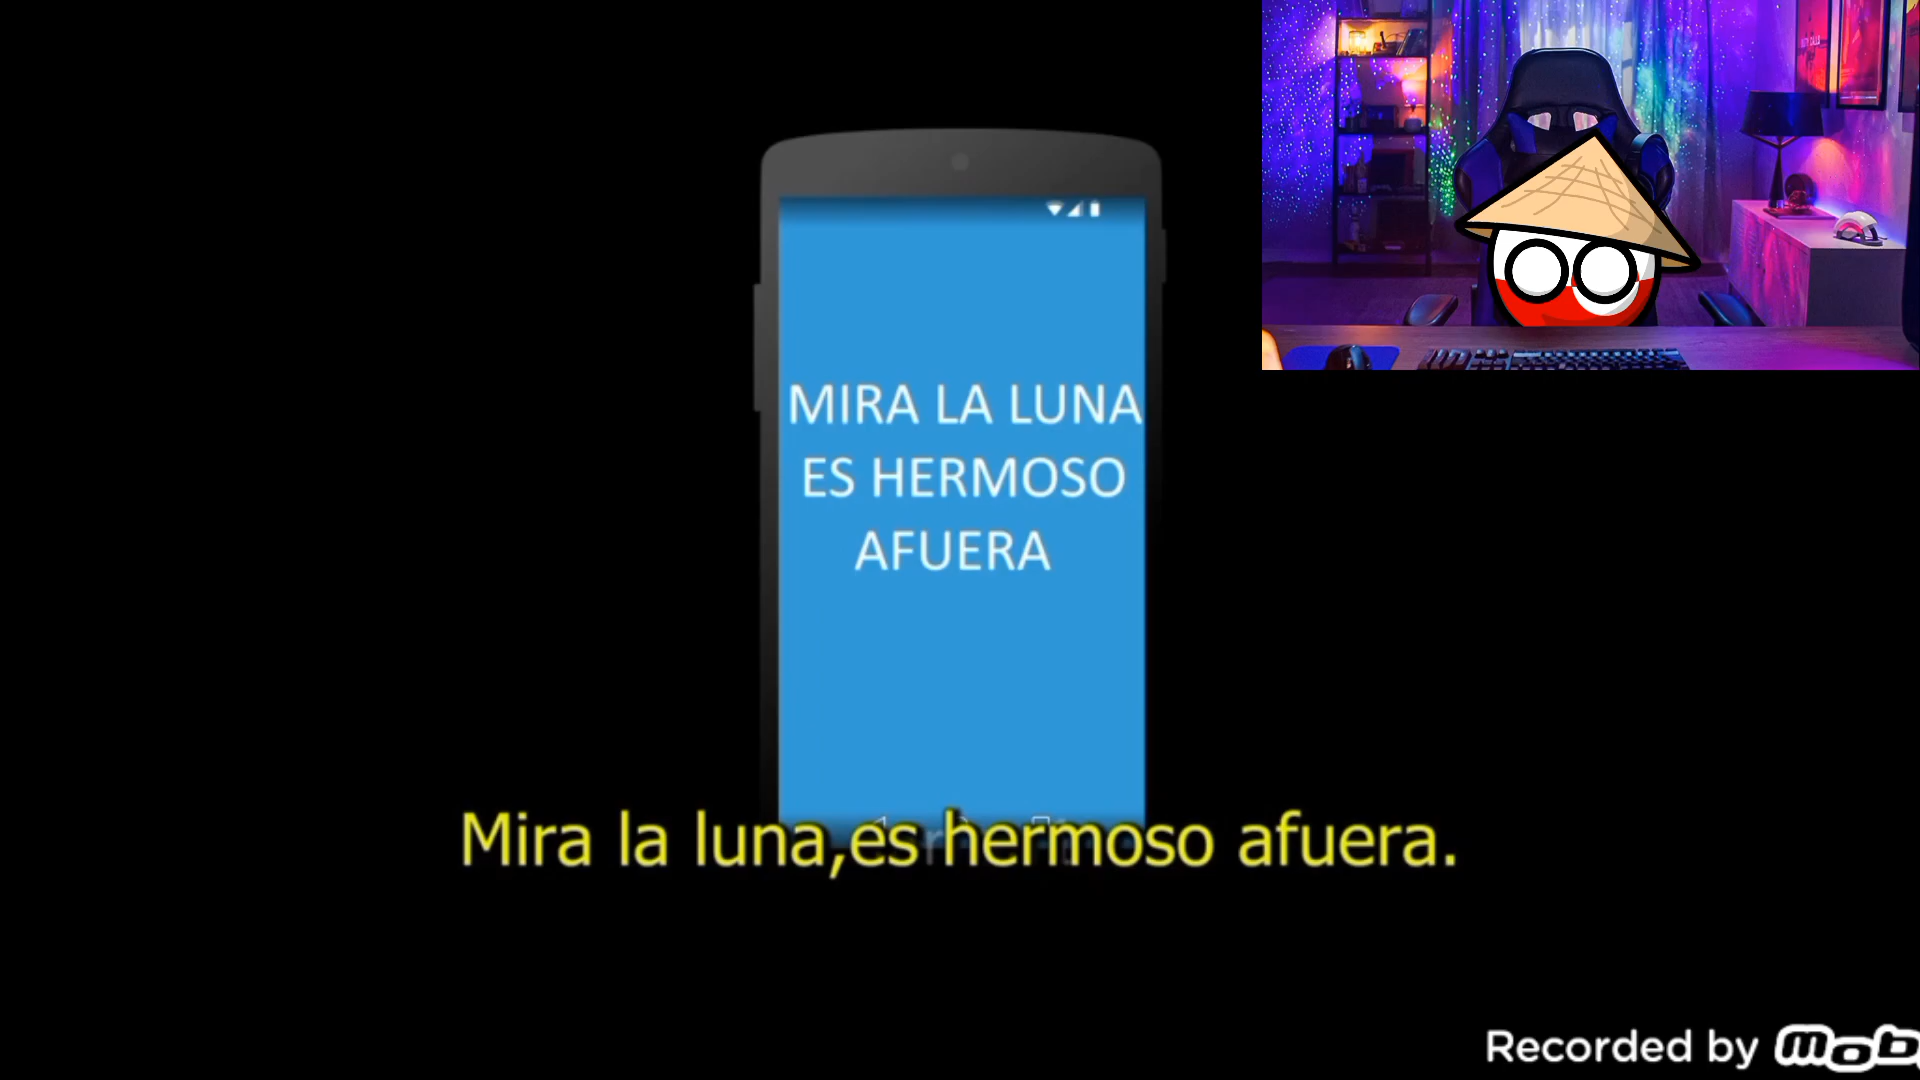 MIRA LA LUNA
ES HERMOSO
AFUERA
Mira la luna,es hermoso afuera.
Recorded by